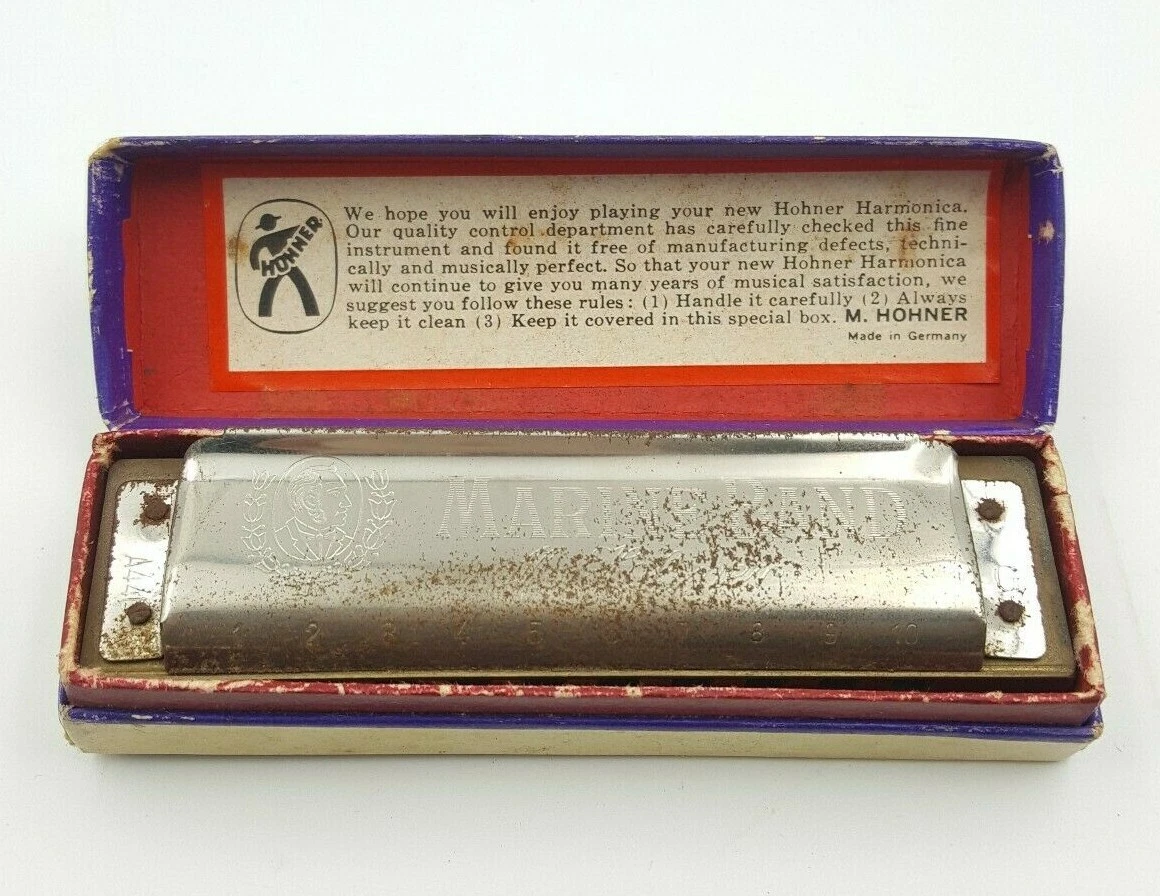 HOHNER
We hope you will enjoy playing your new Hohner Harmonica.
Our quality control department has carefully checked this fine
instrument and found it free of manufacturing defects, techni-
cally and musically perfect. So that your new Hohner Harmonica
will continue to give you many years of musical satisfaction, we
suggest you follow these rules: (1) Handle it carefully (2) Always
keep it clean (3) Keep it covered in this special box. M. HOHNER
Made in Germany
MARINE BAND
1 2 3 4 5 6 7 8 9 10